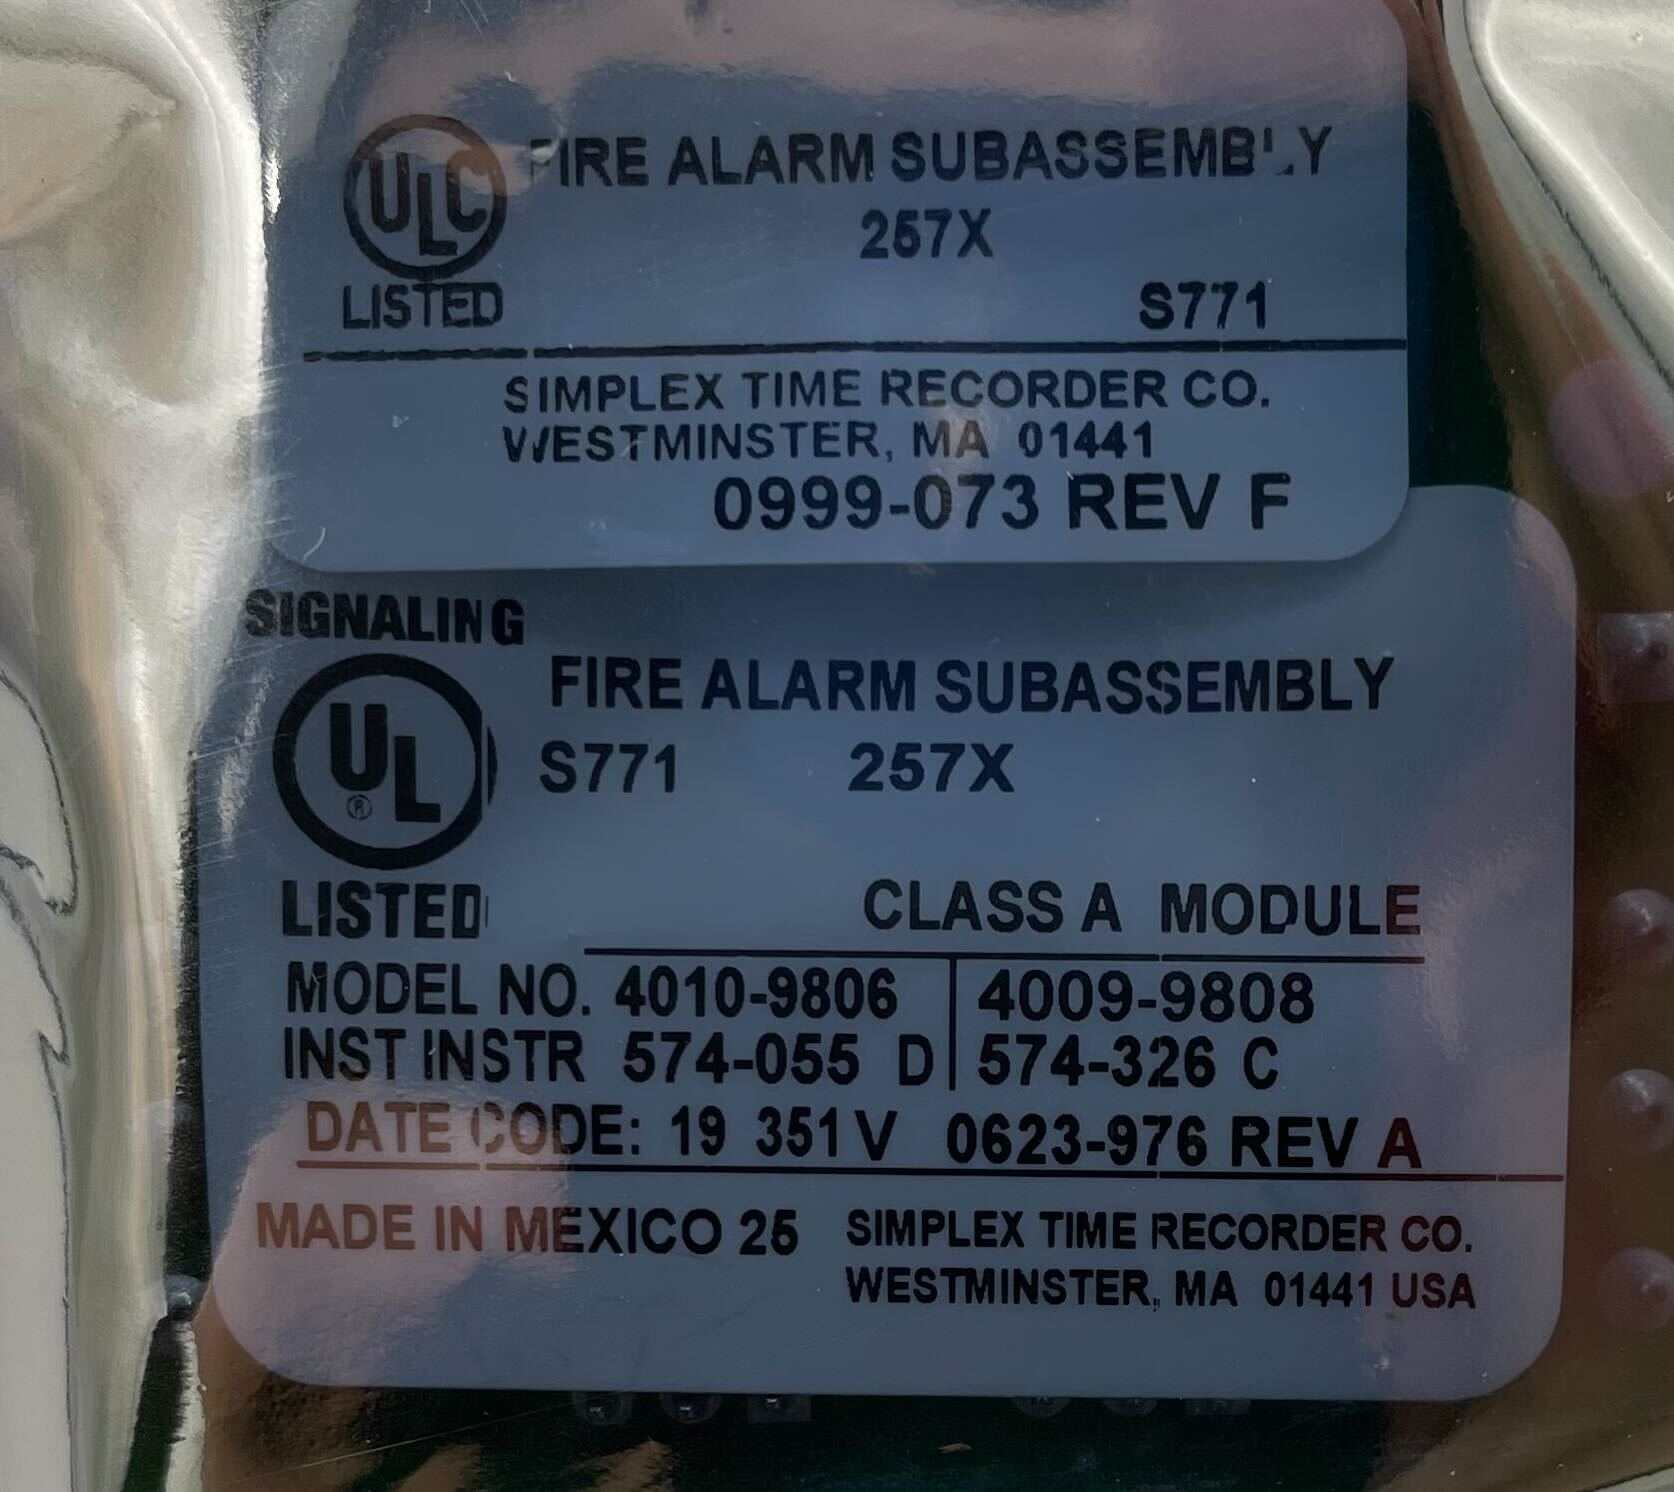 ULC
FIRE ALARM SUBASSEMBLY
257X
LISTED
S771
SIMPLEX TIME RECORDER CO.
WESTMINSTER, MA 01441
0999-073 REV F
SIGNALING
UL
®
FIRE ALARM SUBASSEMBLY
S771 257X
LISTED
CLASS A MODULE
MODEL NO. 4010-9806 4009-9808
INST INSTR 574-055 D 574-326 C
DATE CODE: 19 351 V 0623-976 REV A
MADE IN MEXICO 25 SIMPLEX TIME RECORDER CO.
WESTMINSTER, MA 01441 USA